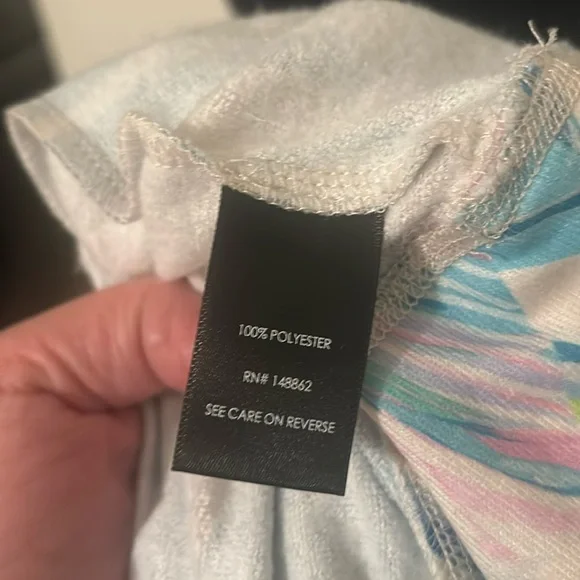 100% POLYESTER
RN# 148862
SEE CARE ON REVERSE